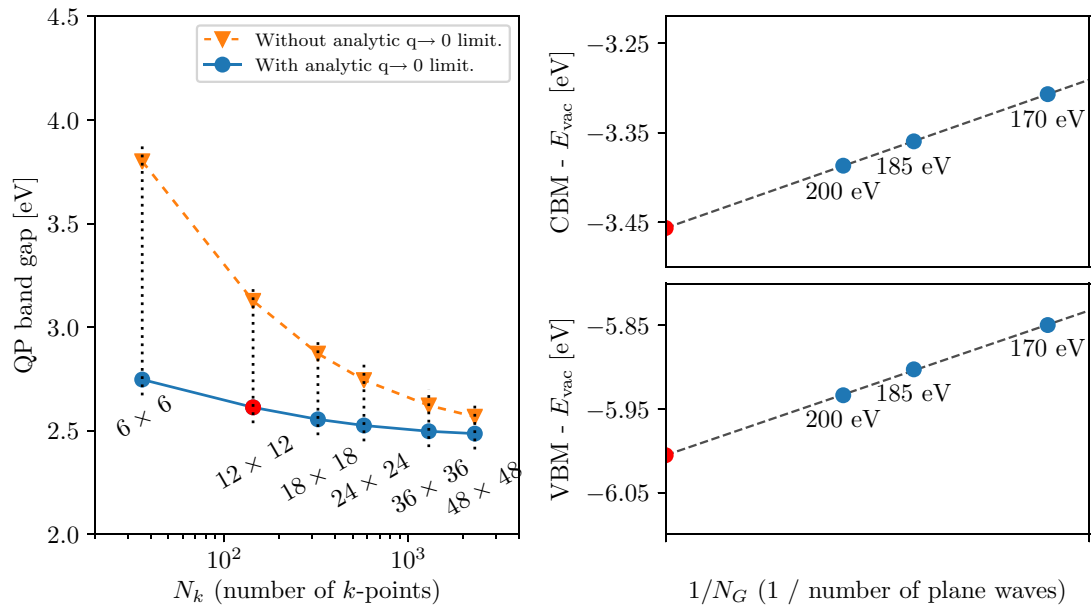 QP band gap [eV]
4.5
4.0
3.5
3.0
2.5
2.0
Without analytic q→ 0 limit.
With analytic q→ 0 limit.
6 × 6
12 × 12
18 × 18
24 × 24
36 × 36
48 × 48
10²
10³
N_k (number of k-points)
CBM - E_vac [eV]
−3.25
−3.35
−3.45
170 eV
185 eV
200 eV
VBM - E_vac [eV]
−5.85
−5.95
−6.05
170 eV
185 eV
200 eV
1/N_G (1 / number of plane waves)